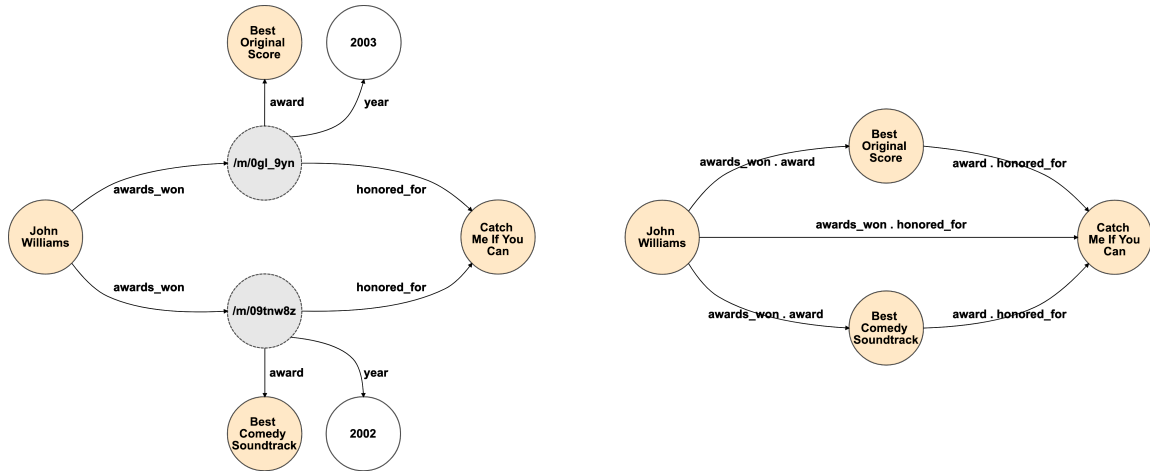 Best
Original
Score
2003
award
year
/m/0gl_9yn
awards_won
honored_for
John
Williams
Catch
Me If You
Can
awards_won
honored_for
/m/09tnw8z
award
year
Best
Comedy
Soundtrack
2002
Best
Original
Score
awards_won . award
award . honored_for
John
Williams
awards_won . honored_for
Catch
Me If You
Can
awards_won . award
award . honored_for
Best
Comedy
Soundtrack